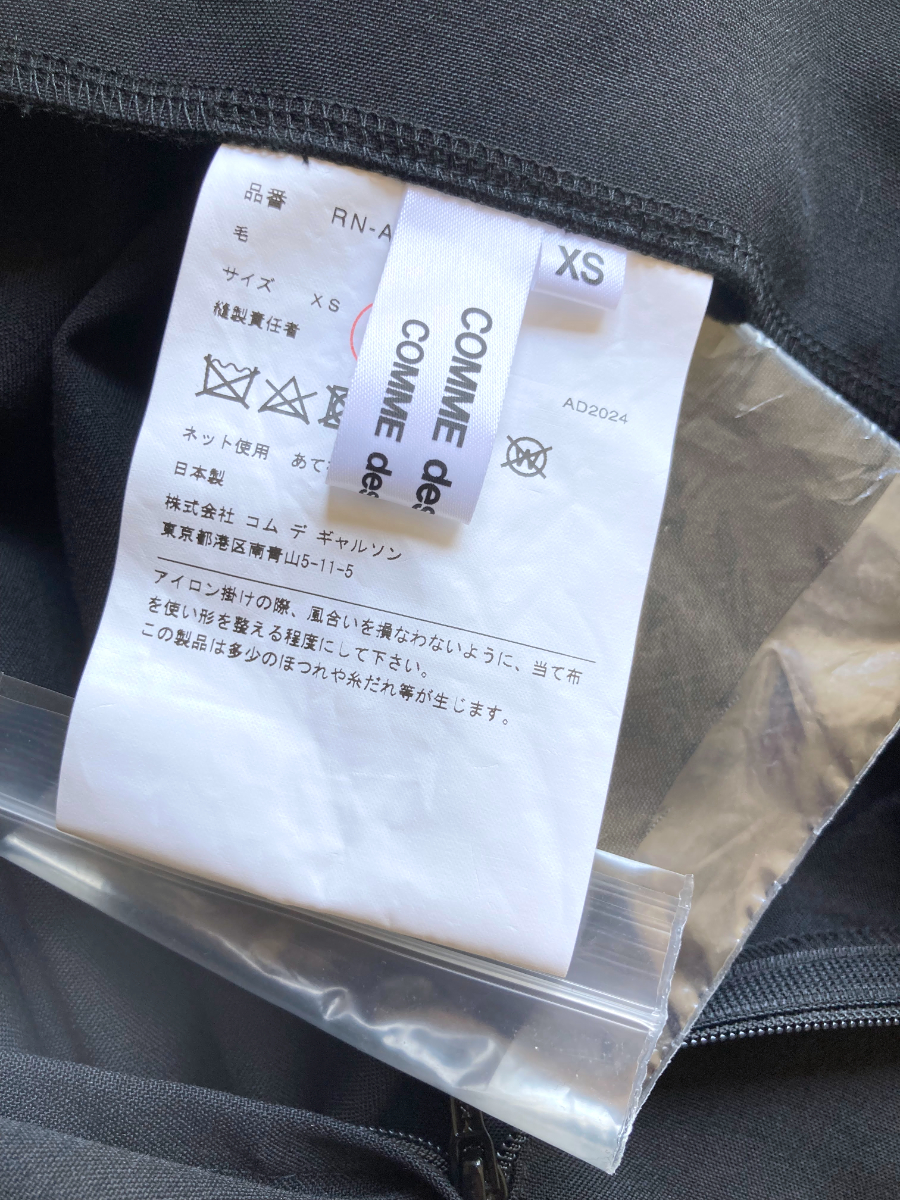 品番 RN-A
毛
サイズ XS
縫製責任者
XS
COMME des
COMME des
AD2024
ネット使用 あて
日本製
株式会社 コム デ ギャルソン
東京都港区南青山5-11-5
アイロン掛けの際、風合いを損なわないように、当て布
を使い形を整える程度にして下さい。
この製品は多少のほつれや糸だれ等が生じます。